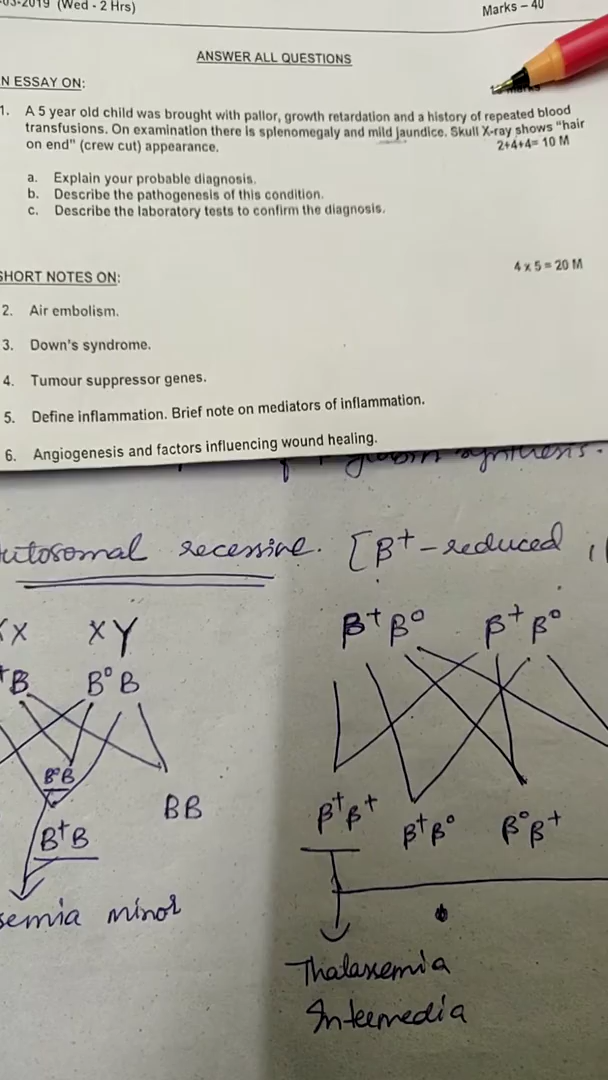 03-2019 (Wed - 2 Hrs)
Marks - 40
ANSWER ALL QUESTIONS
N ESSAY ON:
1. A 5 year old child was brought with pallor, growth retardation and a history of repeated blood
transfusions. On examination there is splenomegaly and mild jaundice. Skull X-ray shows "hair
on end" (crew cut) appearance.
2+4+4= 10 M
a. Explain your probable diagnosis.
b. Describe the pathogenesis of this condition.
c. Describe the laboratory tests to confirm the diagnosis.
SHORT NOTES ON:
4 x 5 = 20 M
2. Air embolism.
3. Down's syndrome.
4. Tumour suppressor genes.
5. Define inflammation. Brief note on mediators of inflammation.
6. Angiogenesis and factors influencing wound healing.
synthesis.
utosomal recessive. [β+ - reduced,
X XY β+β° β+β°
+B B°B
B°B
BB
B+B
β+β+ β+β° β°β+
semia minor
Thalassemia
Intermedia